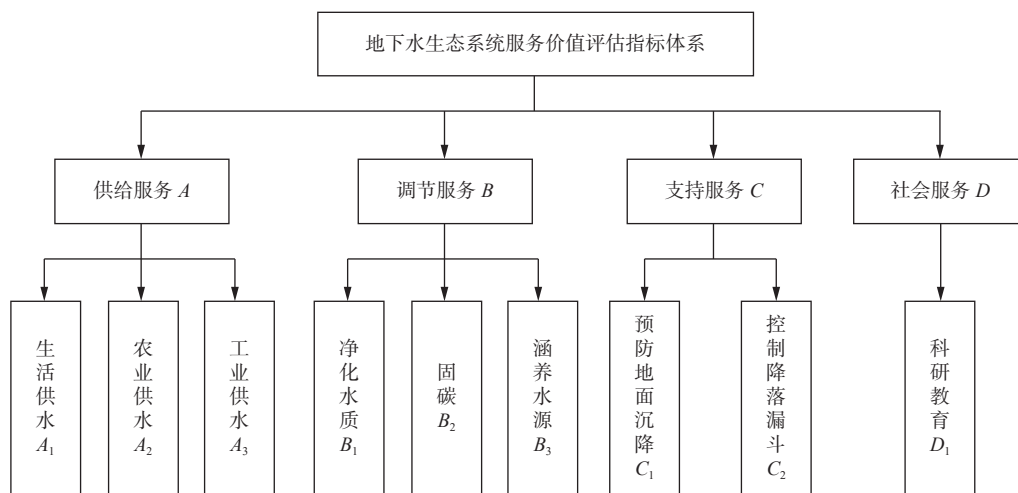 地下水生态系统服务价值评估指标体系
供给服务 A
调节服务 B
支持服务 C
社会服务 D
生活供水 A₁
农业供水 A₂
工业供水 A₃
净化水质 B₁
固碳 B₂
涵养水源 B₃
预防地面沉降 C₁
控制降落漏斗 C₂
科研教育 D₁